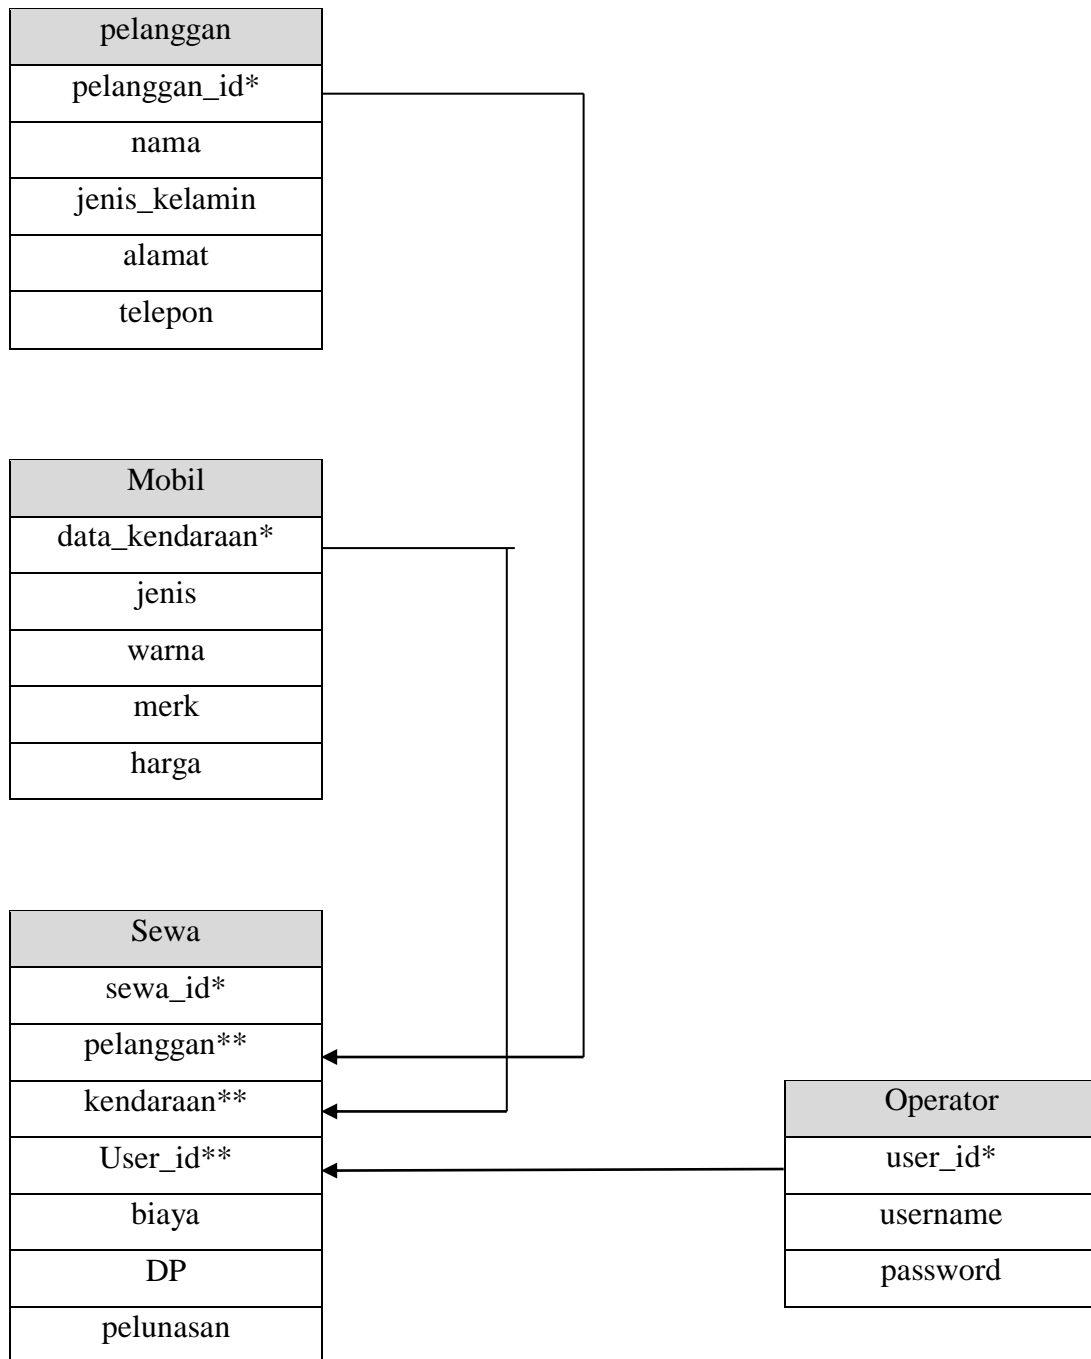 pelanggan
pelanggan_id*
nama
jenis_kelamin
alamat
telepon
Mobil
data_kendaraan*
jenis
warna
merk
harga
Sewa
sewa_id*
pelanggan**
kendaraan**
User_id**
biaya
DP
pelunasan
Operator
user_id*
username
password